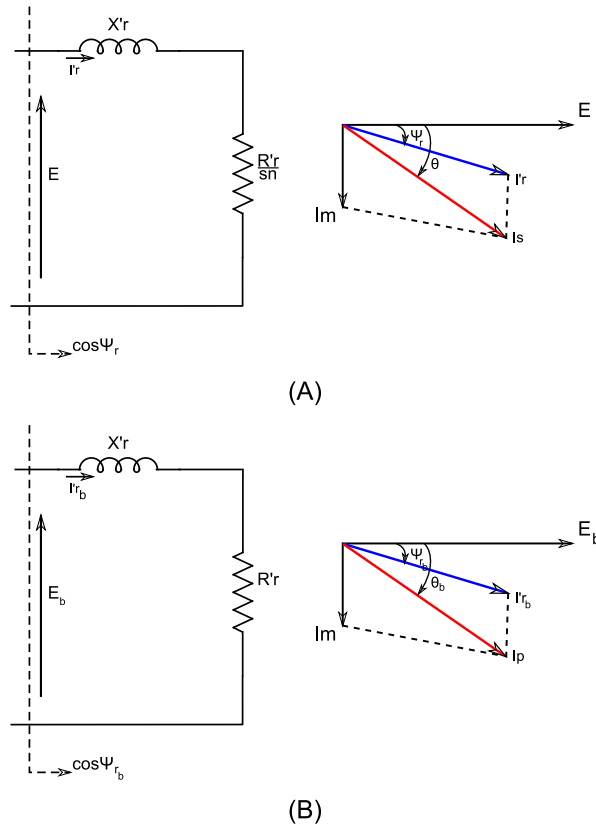 X'r
I'r
E
R'r
sn
cosΨr
E
Ψr
θ
I'r
Im
Is
(A)
X'r
I'rb
Eb
R'r
cosΨrb
Eb
Ψrb
θb
I'rb
Im
Ip
(B)